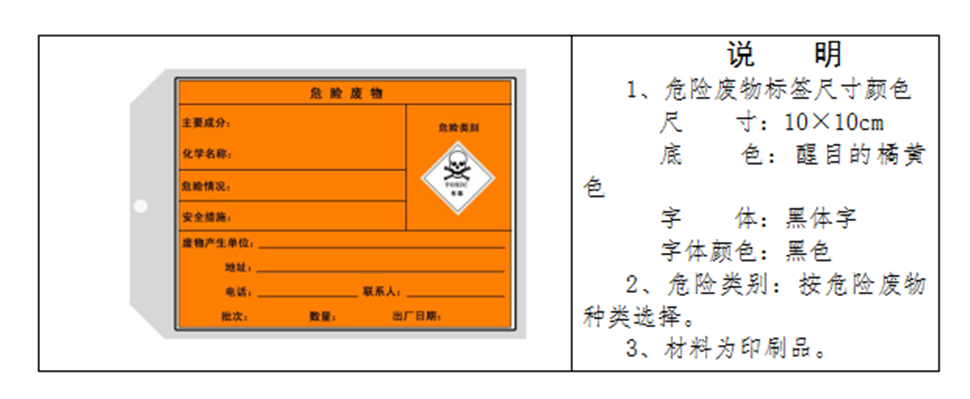 危险废物
主要成分：
危险类别
化学名称：
TOXIC
有毒
危险情况：
安全措施：
废物产生单位：
地址：
电话： 联系人：
批次： 数量： 出厂日期：
说 明
1、危险废物标签尺寸颜色
尺 寸：10×10cm
底 色：醒目的橘黄
色
字 体：黑体字
字体颜色：黑色
2、危险类别：按危险废物
种类选择。
3、材料为印刷品。